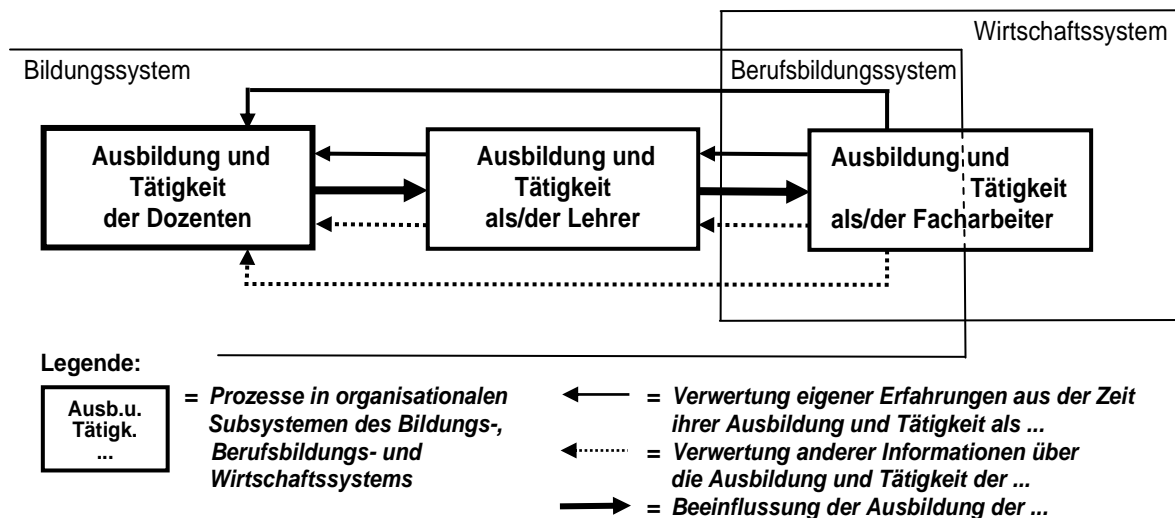 Wirtschaftssystem
Bildungssystem
Berufsbildungssystem
Ausbildung und
Tätigkeit
der Dozenten
Ausbildung und
Tätigkeit
als/der Lehrer
Ausbildung und
Tätigkeit
als/der Facharbeiter
Legende:
Ausb.u.
Tätigk.
...
= Prozesse in organisationalen
Subsystemen des Bildungs-,
Berufsbildungs- und
Wirtschaftssystems
= Verwertung eigener Erfahrungen aus der Zeit
ihrer Ausbildung und Tätigkeit als ...
= Verwertung anderer Informationen über
die Ausbildung und Tätigkeit der ...
= Beeinflussung der Ausbildung der ...